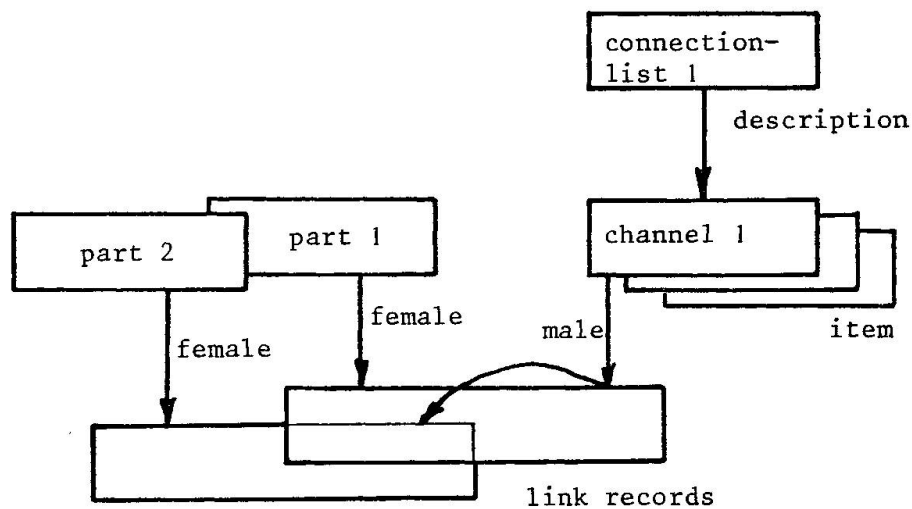 connection-
list 1
description
part 2
part 1
channel 1
female
female
male
item
link records